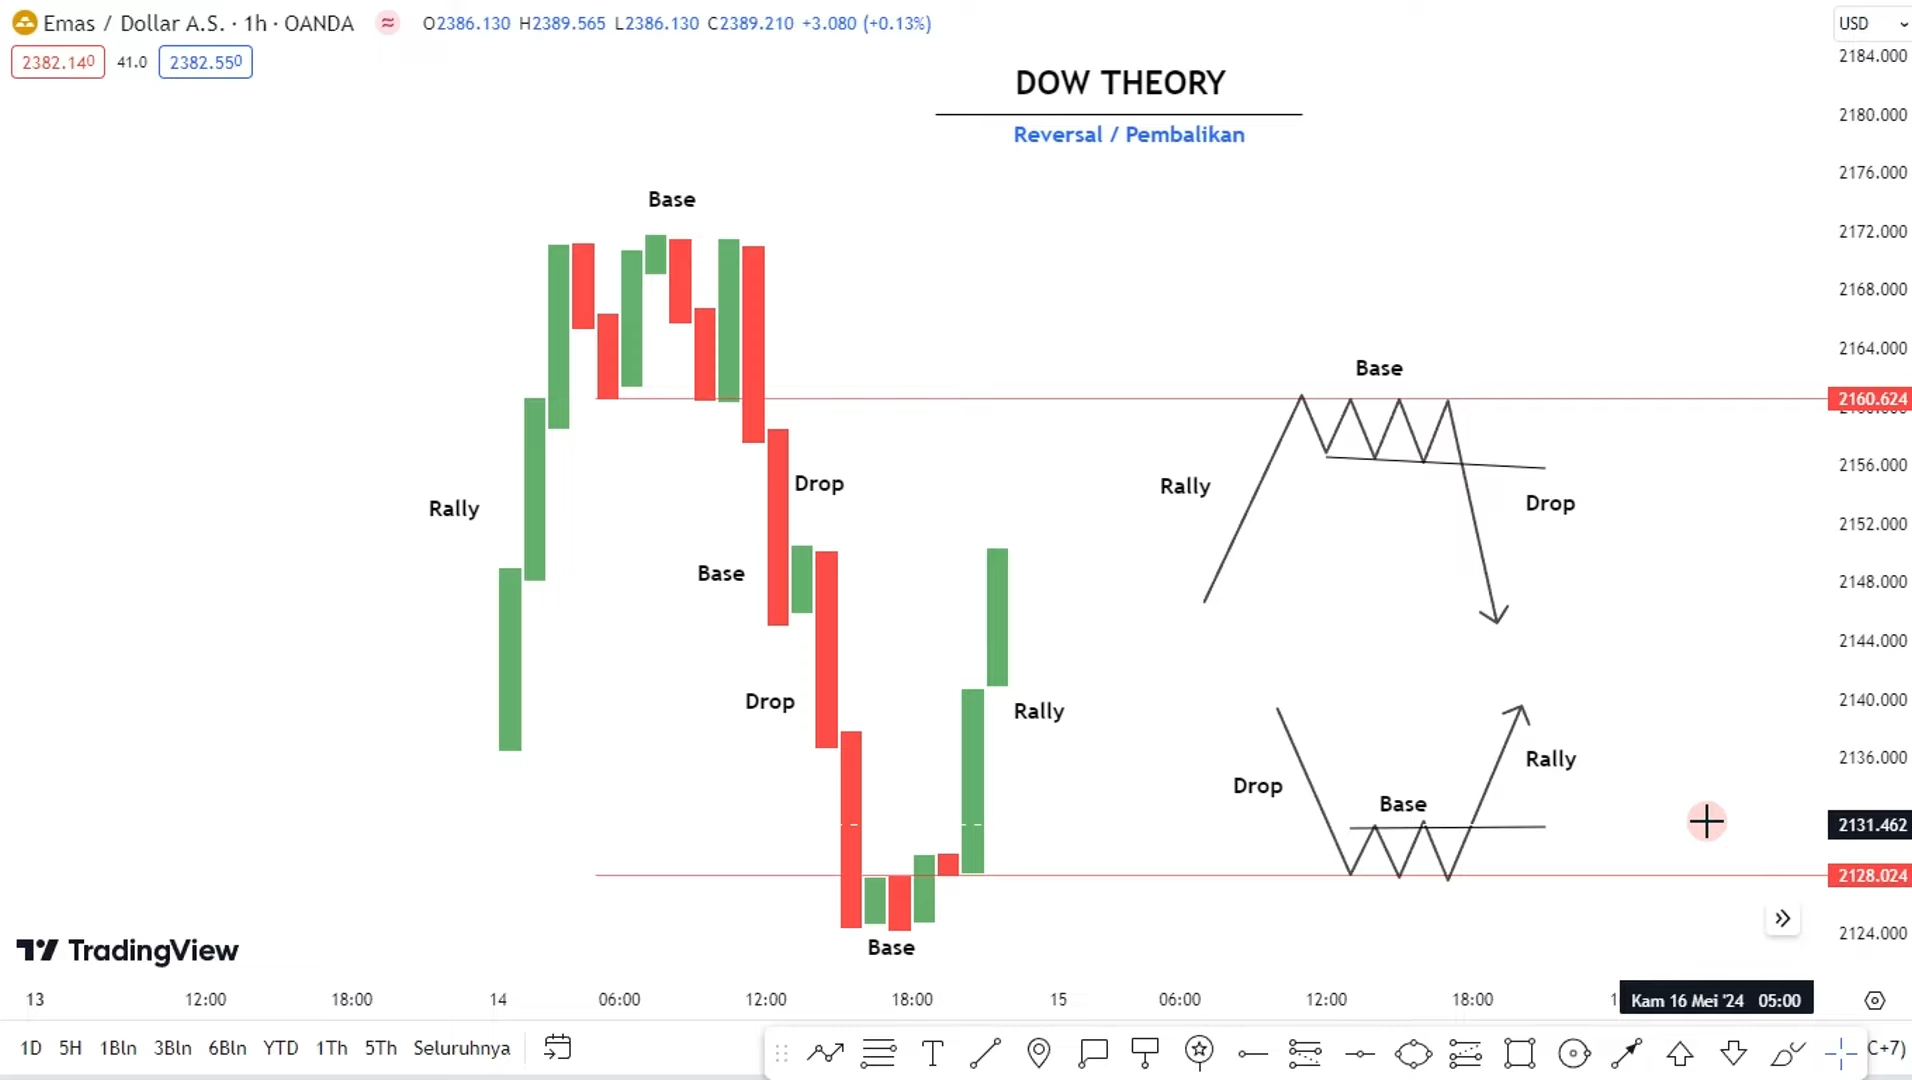 Emas / Dollar A.S. · 1h · OANDA ≈ O2386.130 H2389.565 L2386.130 C2389.210 +3.080 (+0.13%)
USD
2382.140 41.0 2382.550
DOW THEORY
Reversal / Pembalikan
2184.000
2180.000
2176.000
2172.000
2168.000
2164.000
2160.624
2156.000
2152.000
2148.000
2144.000
2140.000
2136.000
2131.462
2128.024
2124.000
Base
Rally
Drop
Base
Drop
Rally
Base
Base
Rally
Drop
Drop
Base
Rally
TradingView
13 12:00 18:00 14 06:00 12:00 18:00 15 06:00 12:00 18:00 Kam 16 Mei '24 05:00
1D 5H 1Bln 3Bln 6Bln YTD 1Th 5Th Seluruhnya
C+7)